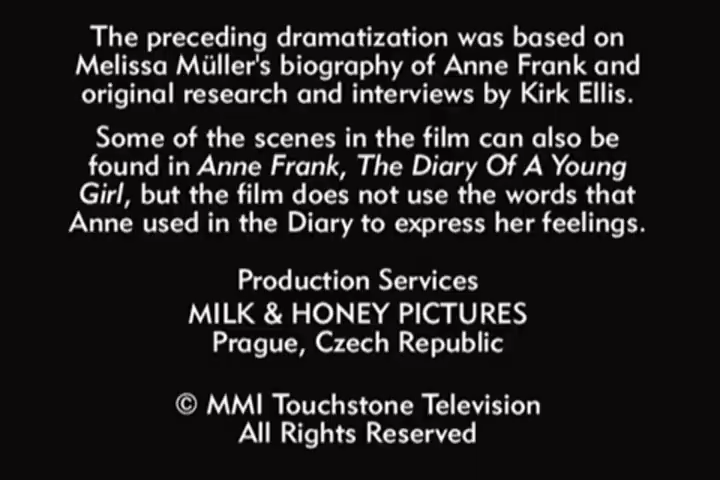 The preceding dramatization was based on
Melissa Müller's biography of Anne Frank and
original research and interviews by Kirk Ellis.
Some of the scenes in the film can also be
found in Anne Frank, The Diary Of A Young
Girl, but the film does not use the words that
Anne used in the Diary to express her feelings.
Production Services
MILK & HONEY PICTURES
Prague, Czech Republic
© MMI Touchstone Television
All Rights Reserved